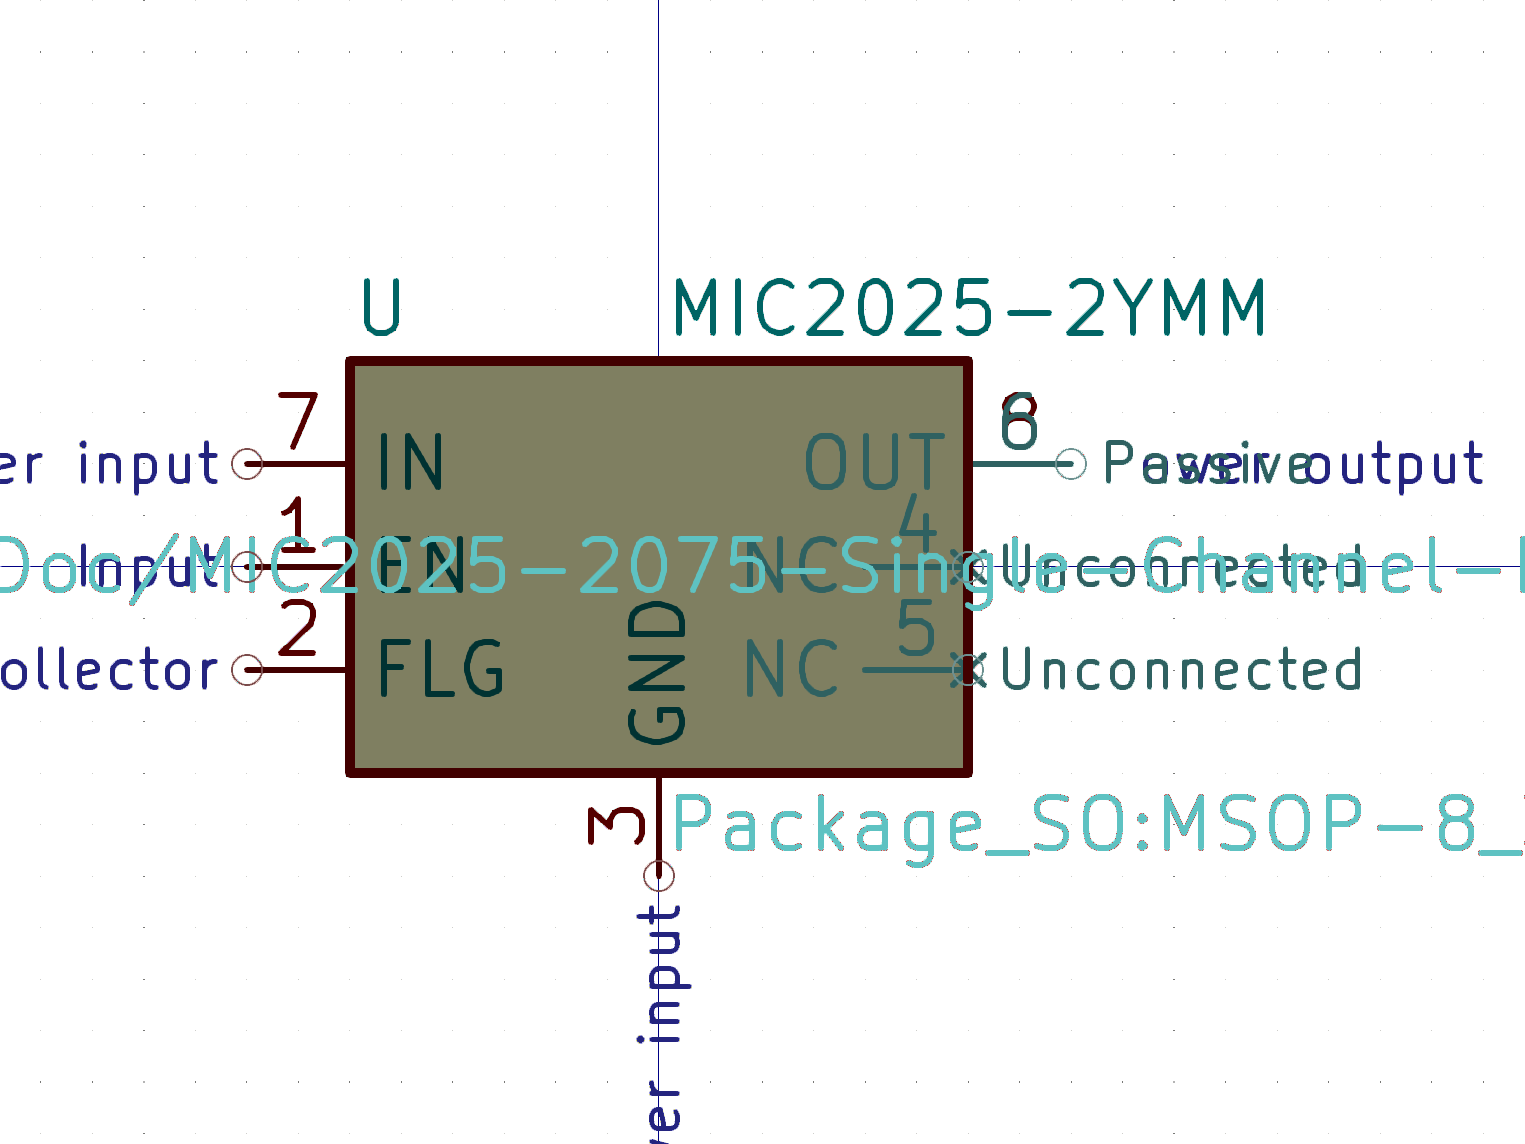 U MIC2025-2YMM
7 6 8
er input IN OUT Passive Power output
1 4
Doc/MIC2025-2075-Single-Channel-
Input EN NC Unconnected
2 5
ollector FLG NC Unconnected
GND
3
Package_SO:MSOP-8_
wer input